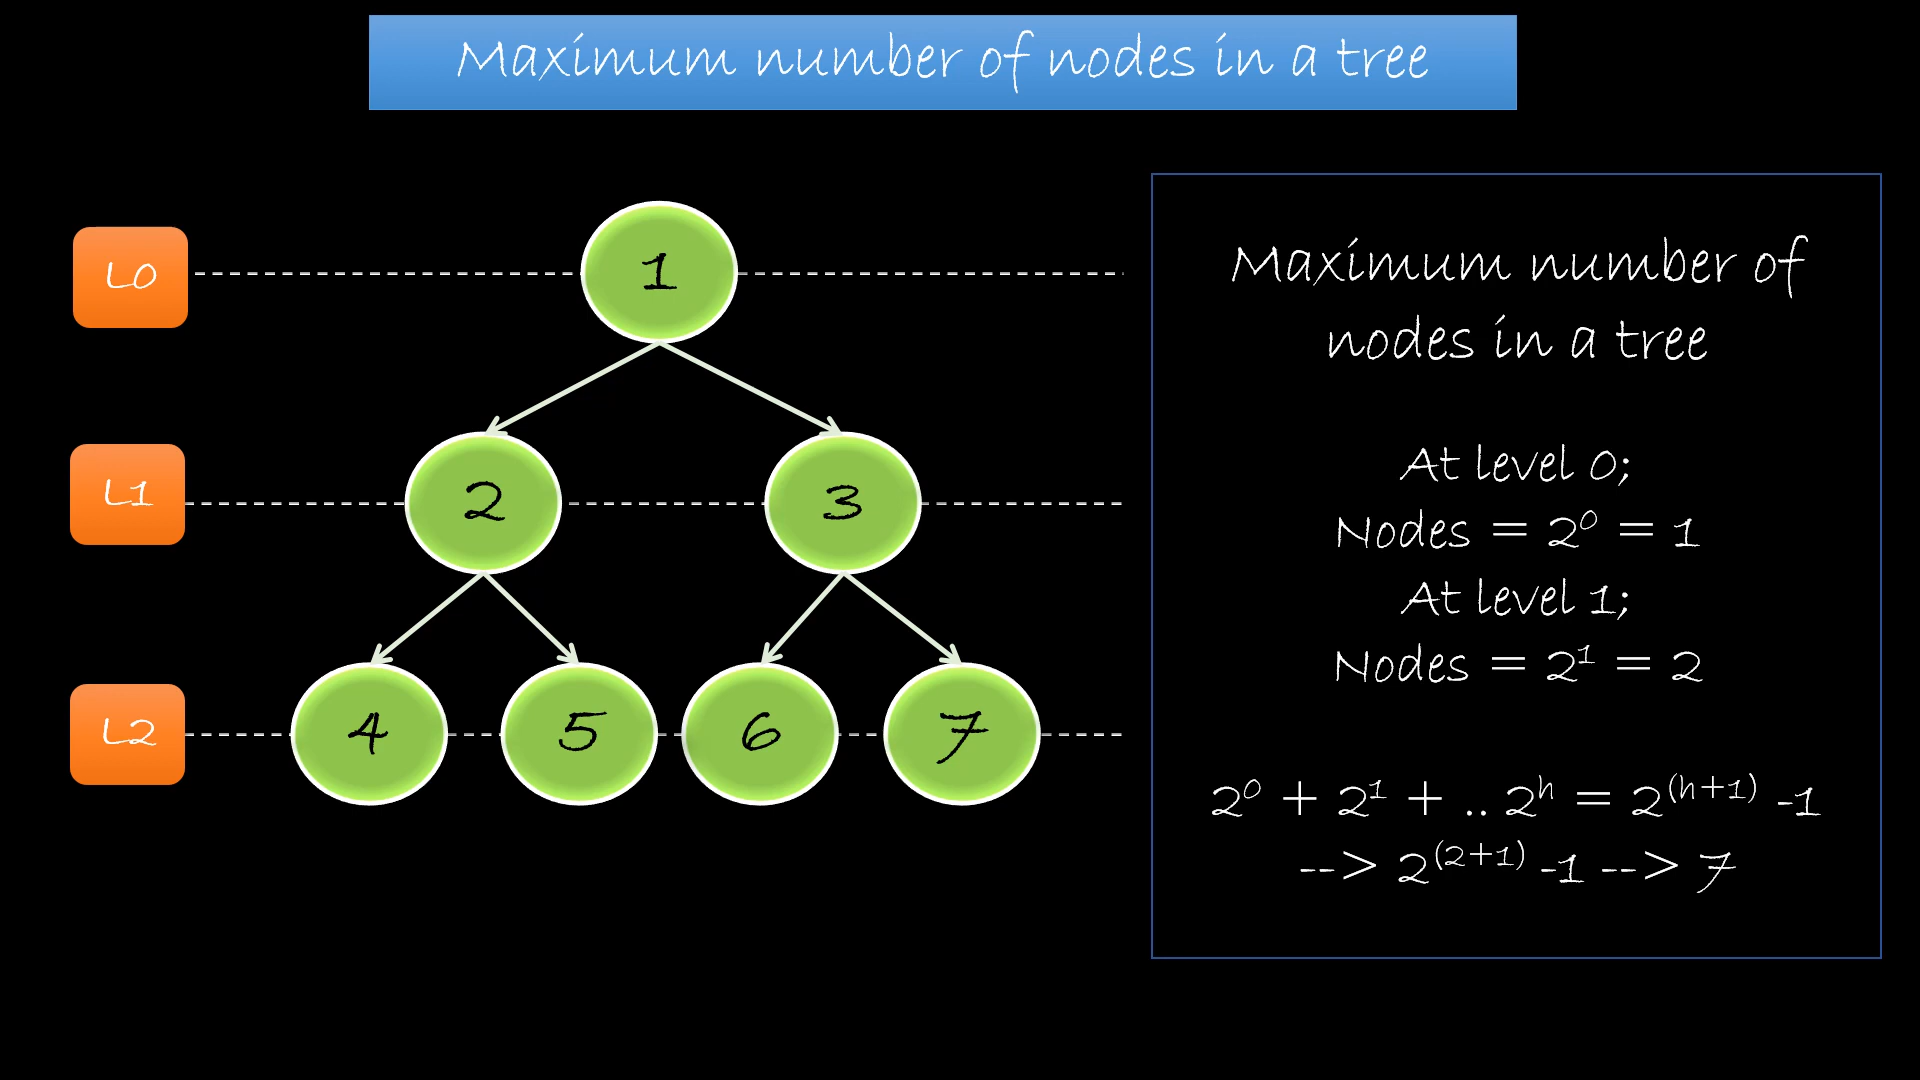 Maximum number of nodes in a tree
L0
1
L1
2
3
L2
4
5
6
7
Maximum number of
nodes in a tree
At level 0;
Nodes = 2⁰ = 1
At level 1;
Nodes = 2¹ = 2
2⁰ + 2¹ + .. 2ʰ = 2⁽ʰ⁺¹⁾ -1
--> 2⁽²⁺¹⁾ -1 --> 7